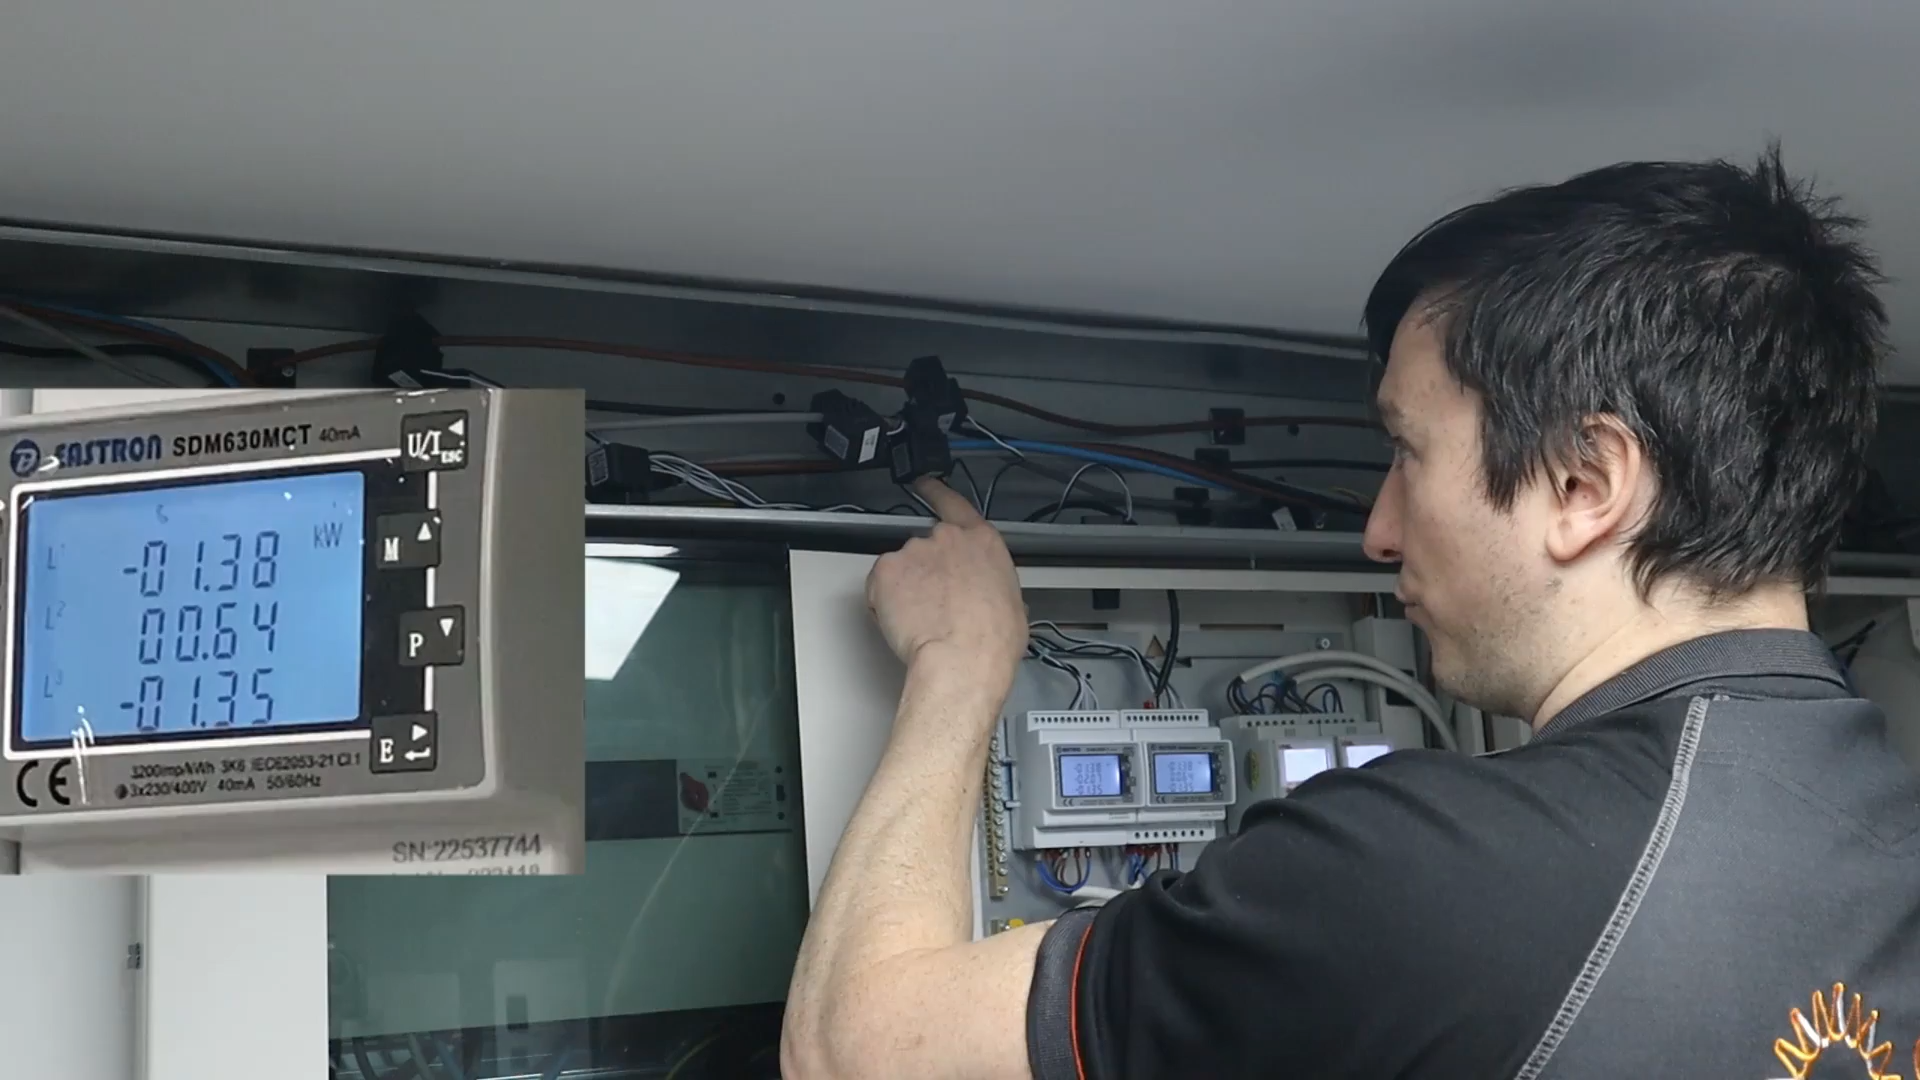 EASTRON SDM630MCT 40mA
U/I ESC
kW
L1 -01.38
M
L2 00.64
P
L3 -01.35
E
CE 3200imp/kWh 3K6 IEC62053-21 Cl.1
3x230/400V 40mA 50/60Hz
SN:22537744